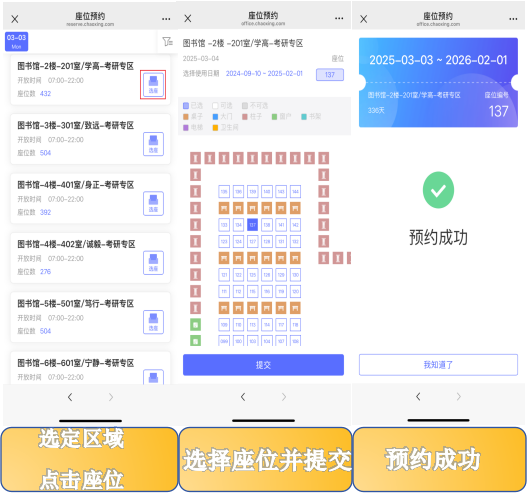 座位预约
reserve.chaoxing.com
03-03
Mon
图书馆 -2楼 -201室/学高-考研专区
开放时间 07:00-22:00
座位数 432
选座
图书馆-3楼-301室/致远-考研专区
开放时间 07:00-22:00
座位数 504
选座
图书馆-4楼-401室/身正-考研专区
开放时间 07:00-22:00
座位数 392
选座
图书馆-4楼-402室/诚毅-考研专区
开放时间 07:00-22:00
座位数 276
选座
图书馆-5楼-501室/笃行-考研专区
开放时间 07:00-22:00
座位数 504
选座
图书馆-6楼-601室/宁静-考研专区
开放时间 07:00-22:00
选定区域
点击座位
座位预约
office.chaoxing.com
图书馆 -2楼 -201室/学高-考研专区
2025-03-04 座位
选择使用日期 2024-09-10 ~ 2025-02-01 137
已选 可选 不可选
桌子 大门 柱子 窗户 书架
电梯 卫生间
提交
选择座位并提交
座位预约
office.chaoxing.com
2025-03-03 ~ 2026-02-01
图书馆-2楼-201室/学高-考研专区 座位编号
336天 137
预约成功
我知道了
预约成功